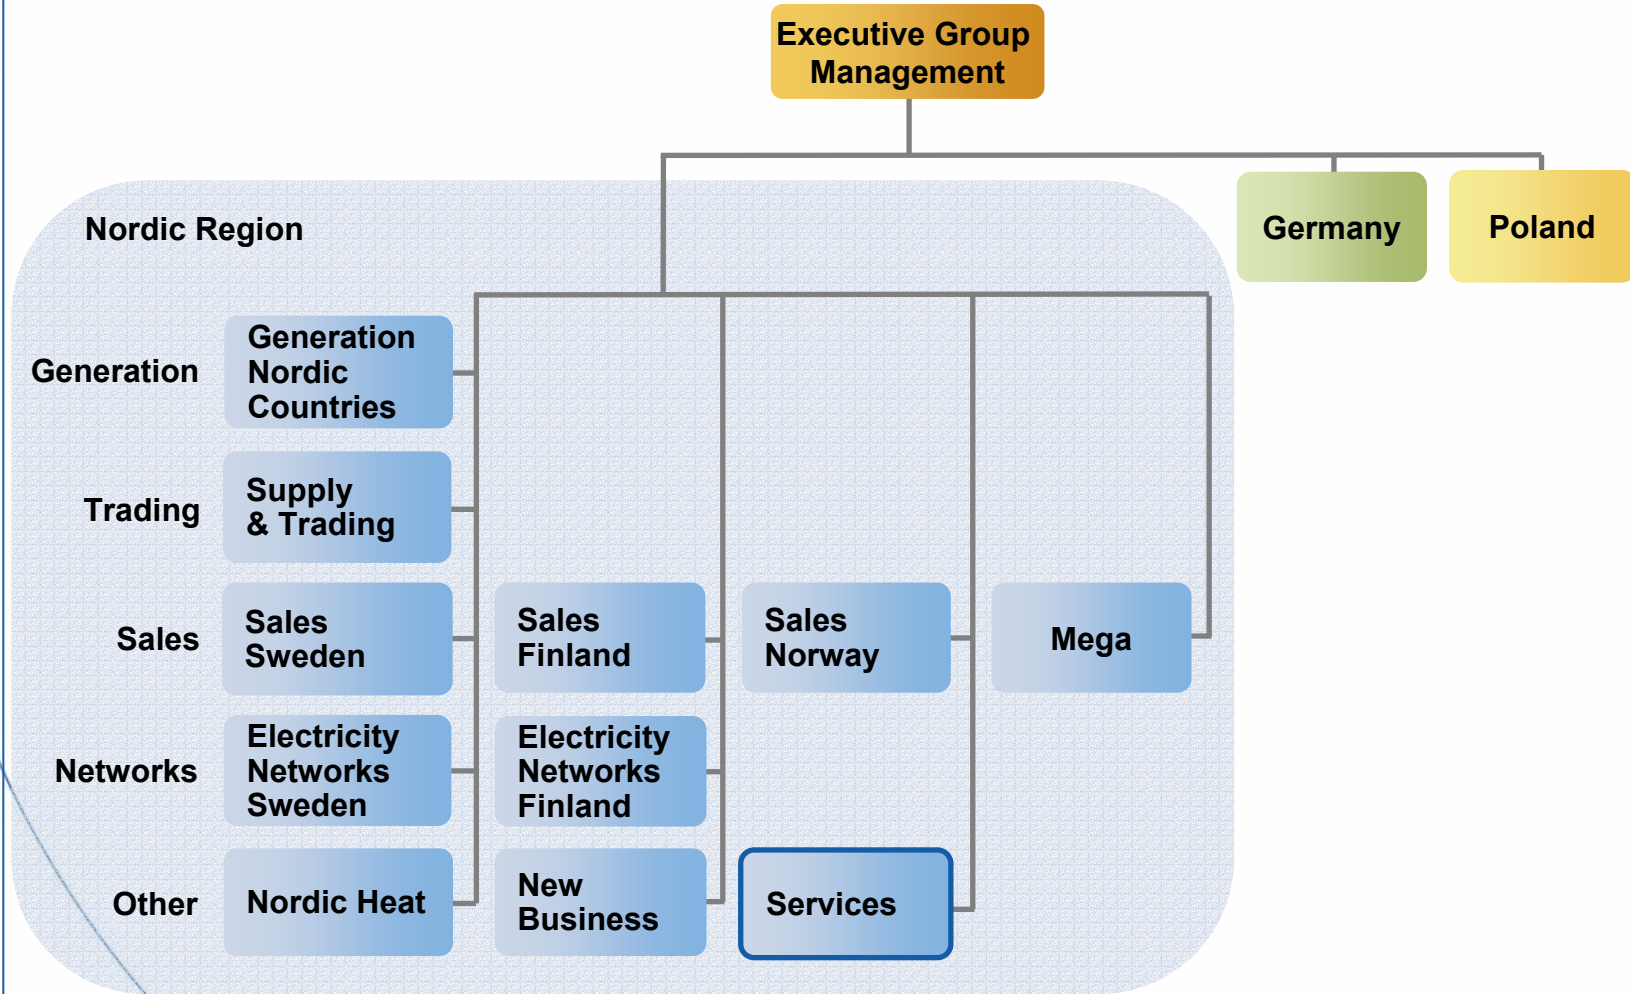 Executive Group
Management
Nordic Region
Germany
Poland
Generation
Generation
Nordic
Countries
Trading
Supply
& Trading
Sales
Sales
Sweden
Sales
Finland
Sales
Norway
Mega
Networks
Electricity
Networks
Sweden
Electricity
Networks
Finland
Other
Nordic Heat
New
Business
Services